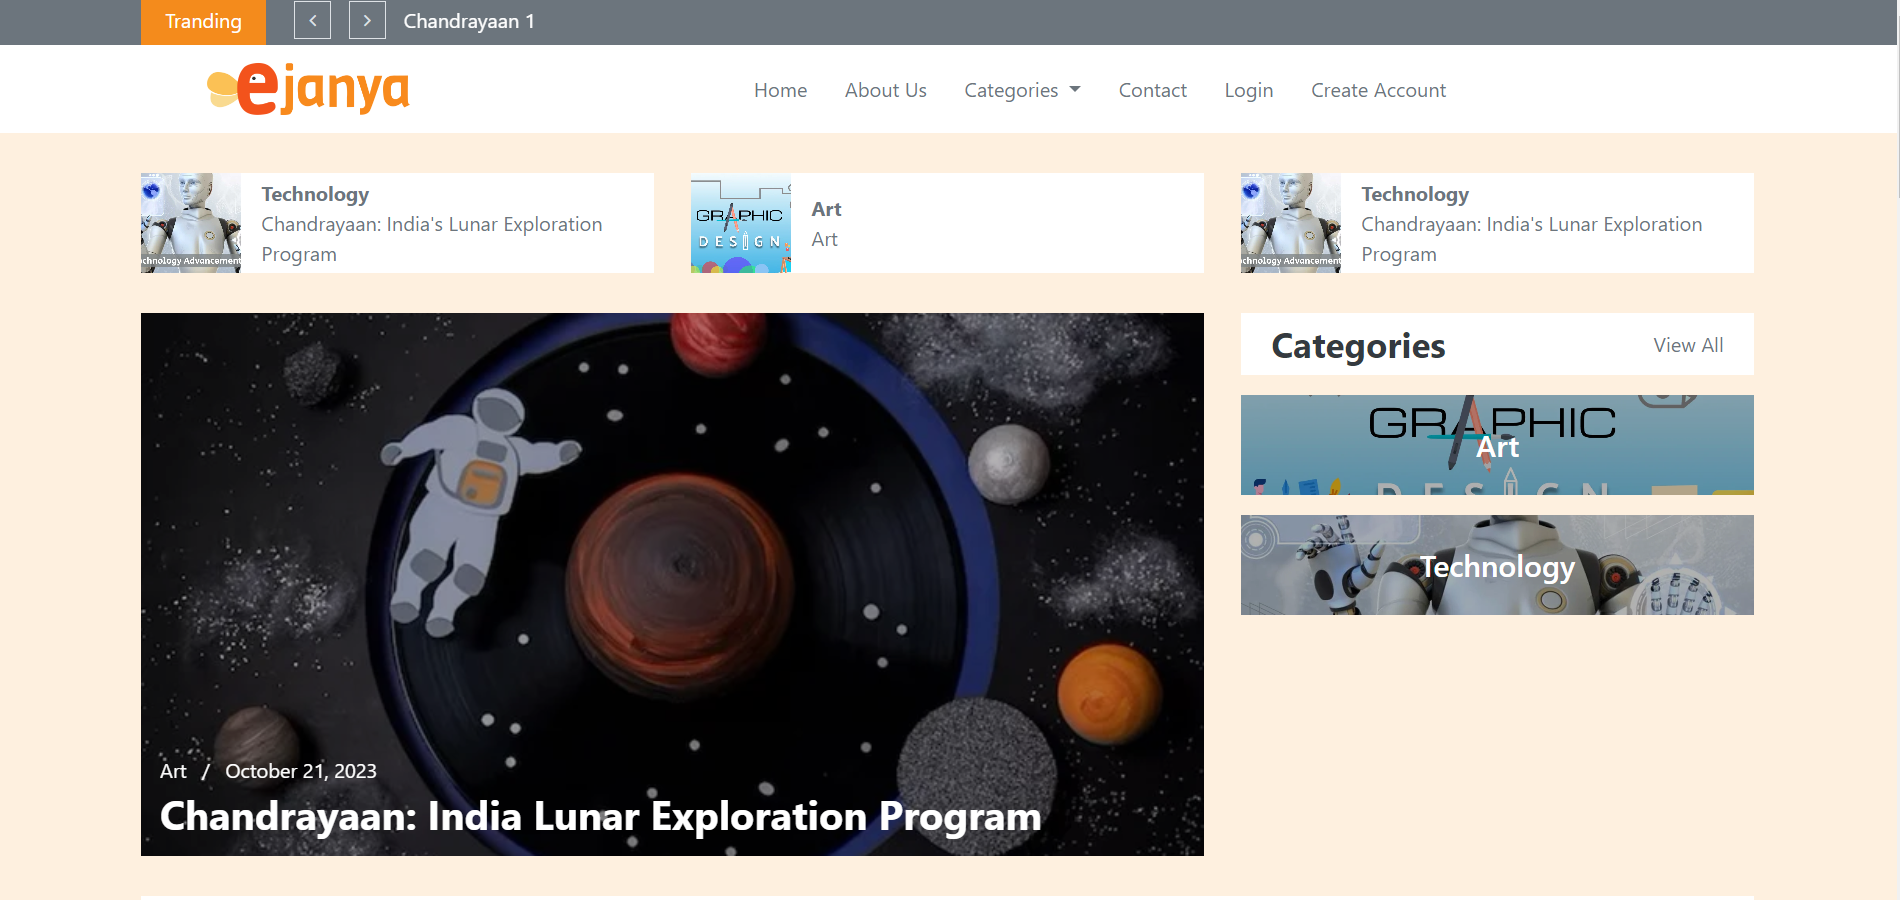 Tranding
Chandrayaan 1
ejanya
Home
About Us
Categories
Contact
Login
Create Account
chnology Advancement
Technology
Chandrayaan: India's Lunar Exploration
Program
GRAPHIC
DESIGN
Art
Art
chnology Advancement
Technology
Chandrayaan: India's Lunar Exploration
Program
Art / October 21, 2023
Chandrayaan: India Lunar Exploration Program
Categories
View All
GRAPHIC
Art
DESIGN
Technology